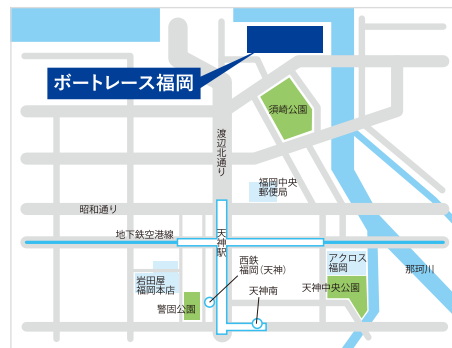 ボートレース福岡
須崎公園
渡辺北通り
福岡中央
郵便局
昭和通り
地下鉄空港線
天神駅
西鉄
福岡(天神)
アクロス
福岡
那珂川
岩田屋
福岡本店
天神南
天神中央公園
警固公園